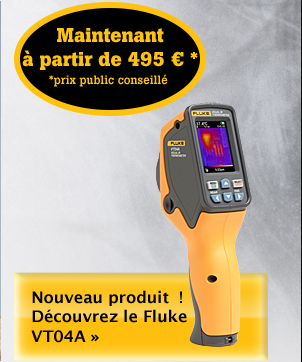 Maintenant
à partir de 495 € *
*prix public conseillé
FLUKE
Nouveau produit !
Découvrez le Fluke
VT04A »